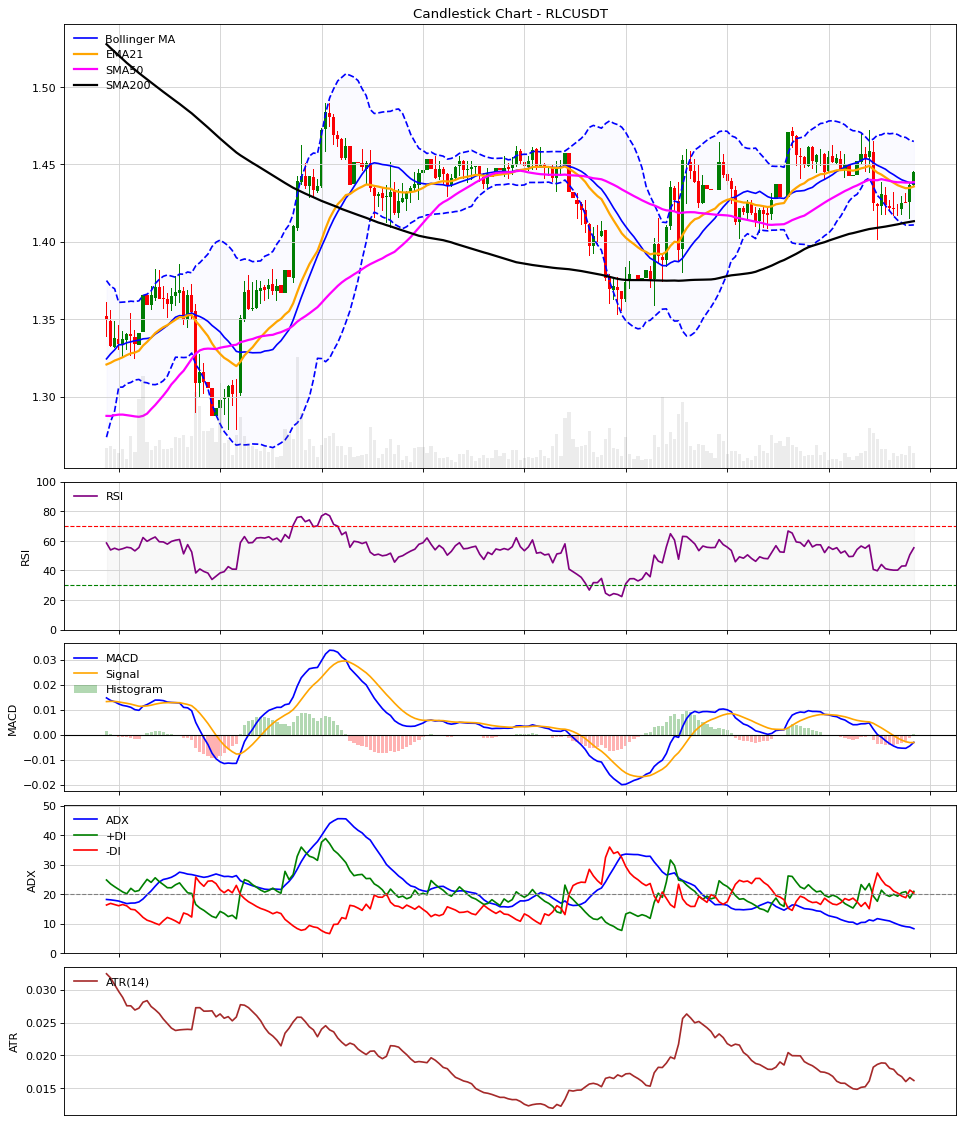 Candlestick Chart - RLCUSDT
Bollinger MA
EMA21
SMA50
SMA200
1.50
1.45
1.40
1.35
1.30
RSI
100
80
60
40
20
0
RSI
MACD
Signal
Histogram
0.03
0.02
0.01
0.00
−0.01
−0.02
MACD
ADX
+DI
-DI
50
40
30
20
10
0
ADX
ATR(14)
0.030
0.025
0.020
0.015
ATR